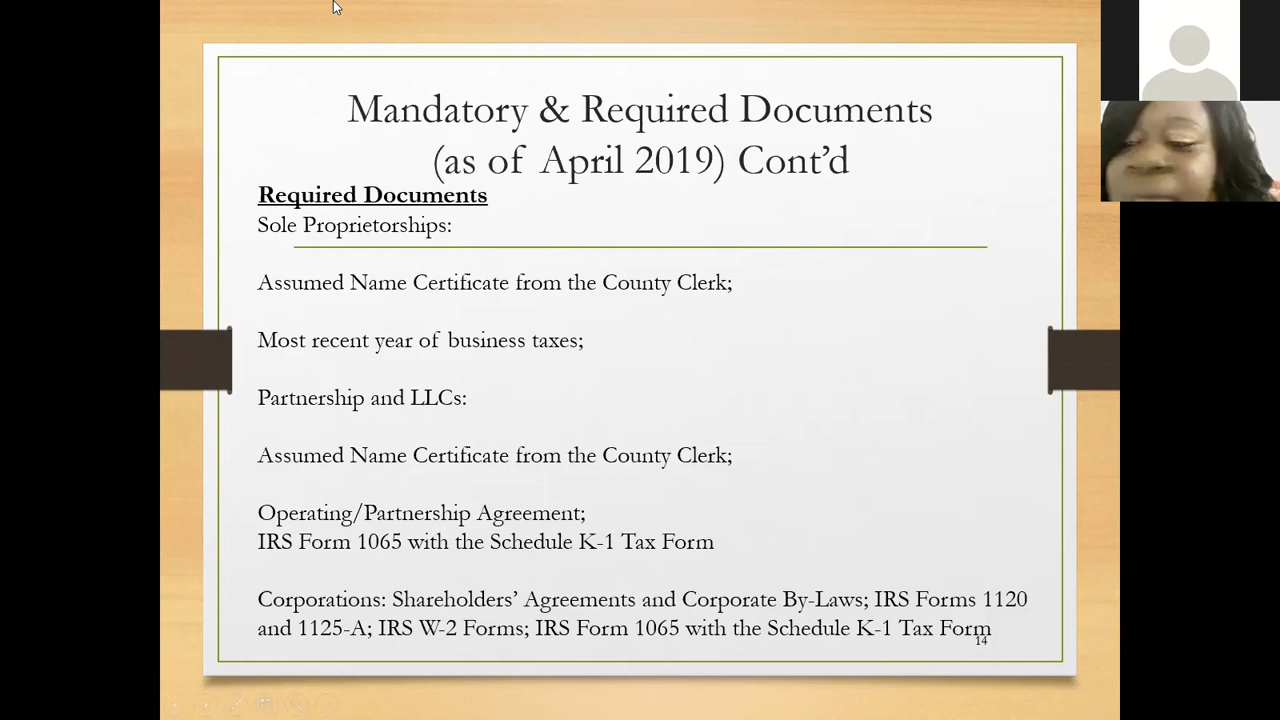 Mandatory & Required Documents
(as of April 2019) Cont’d
Required Documents
Sole Proprietorships:
Assumed Name Certificate from the County Clerk;
Most recent year of business taxes;
Partnership and LLCs:
Assumed Name Certificate from the County Clerk;
Operating/Partnership Agreement;
IRS Form 1065 with the Schedule K-1 Tax Form
Corporations: Shareholders’ Agreements and Corporate By-Laws; IRS Forms 1120
and 1125-A; IRS W-2 Forms; IRS Form 1065 with the Schedule K-1 Tax Form
14